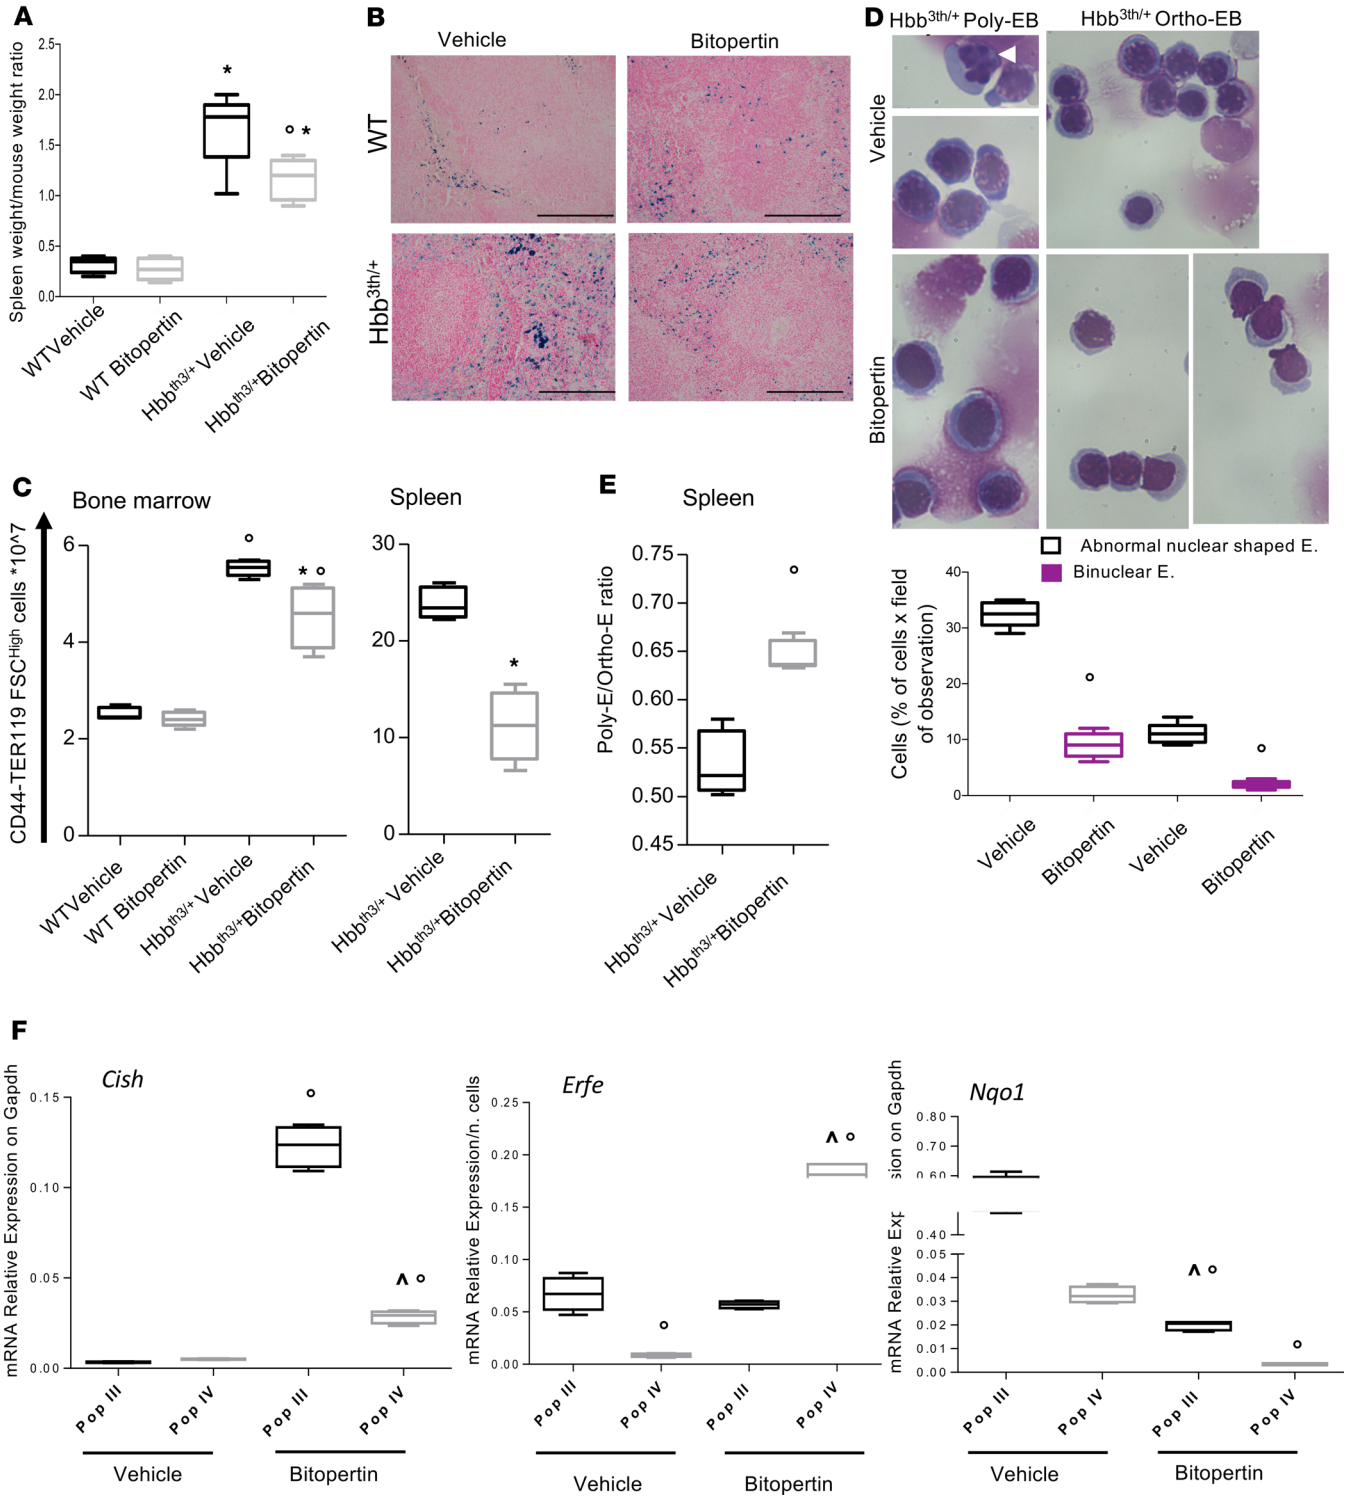 A
Spleen weight/mouse weight ratio
2.5
2.0
1.5
1.0
0.5
0.0
*
° *
WTVehicle
WT Bitopertin
Hbbth3/+ Vehicle
Hbbth3/+Bitopertin
B
Vehicle
Bitopertin
WT
Hbb3th/+
D
Hbb3th/+ Poly-EB
Hbb3th/+ Ortho-EB
Vehicle
Bitopertin
Abnormal nuclear shaped E.
Binuclear E.
Cells (% of cells x field
of observation)
40
30
20
10
0
°
°
Vehicle
Bitopertin
Vehicle
Bitopertin
C
Bone marrow
CD44-TER119 FSCHigh cells *10^7
6
4
2
0
°
* °
WTVehicle
WT Bitopertin
Hbbth3/+ Vehicle
Hbbth3/+Bitopertin
Spleen
30
20
10
0
*
Hbbth3/+ Vehicle
Hbbth3/+Bitopertin
E
Spleen
Poly-E/Ortho-E ratio
0.75
0.70
0.65
0.60
0.55
0.50
0.45
°
Hbbth3/+ Vehicle
Hbbth3/+Bitopertin
F
Cish
mRNA Relative Expression on Gapdh
0.15
0.10
0.05
0.00
°
^ °
Pop III
Pop IV
Pop III
Pop IV
Vehicle
Bitopertin
Erfe
mRNA Relative Expression/n. cells
0.25
0.20
0.15
0.10
0.05
0.00
°
^ °
Pop III
Pop IV
Pop III
Pop IV
Vehicle
Bitopertin
Nqo1
sion on Gapdh
mRNA Relative Exp
0.80
0.70
0.60
0.40
0.05
0.04
0.03
0.02
0.01
0.00
^ °
°
Pop III
Pop IV
Pop III
Pop IV
Vehicle
Bitopertin